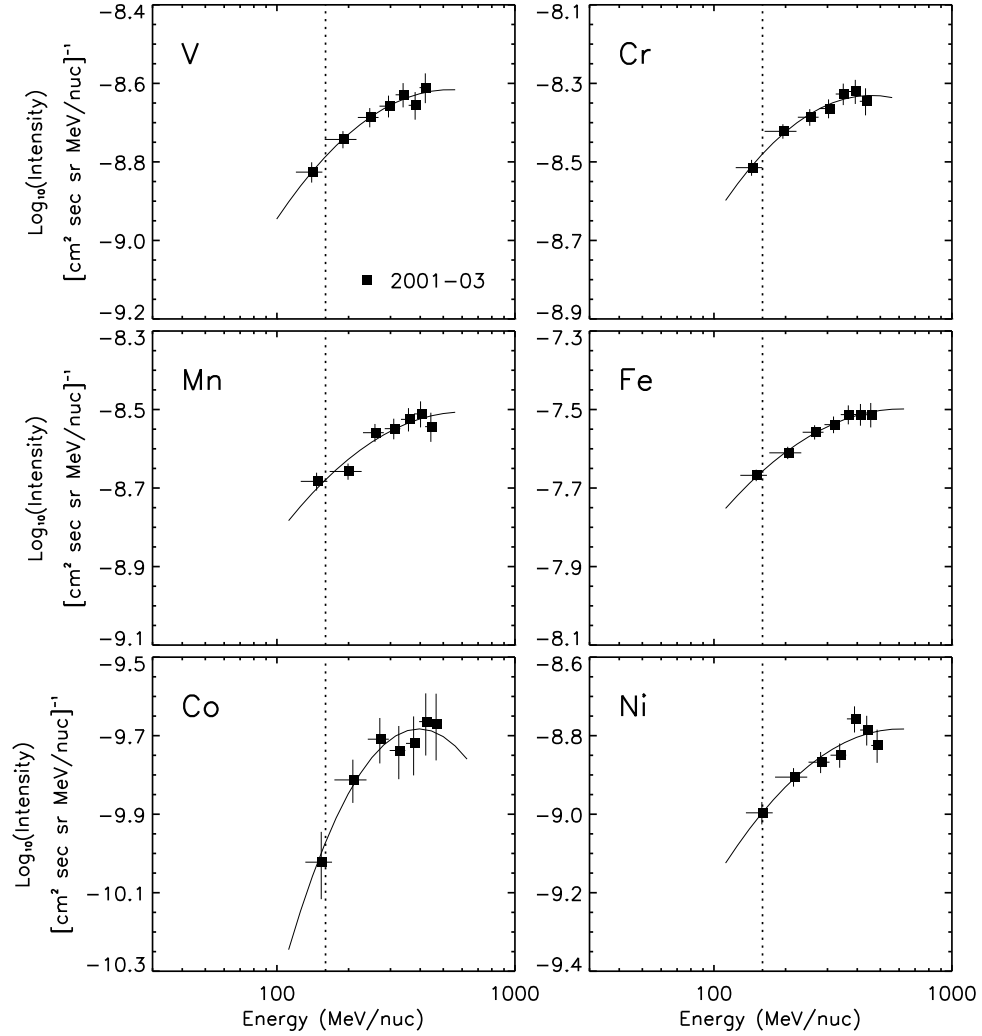 −8.4
−8.6
−8.8
−9.0
−9.2
V
2001−03
Log₁₀(Intensity)
[cm² sec sr MeV/nuc]⁻¹
−8.1
−8.3
−8.5
−8.7
−8.9
Cr
−8.3
−8.5
−8.7
−8.9
−9.1
Mn
Log₁₀(Intensity)
[cm² sec sr MeV/nuc]⁻¹
−7.3
−7.5
−7.7
−7.9
−8.1
Fe
−9.5
−9.7
−9.9
−10.1
−10.3
Co
Log₁₀(Intensity)
[cm² sec sr MeV/nuc]⁻¹
−8.6
−8.8
−9.0
−9.2
−9.4
Ni
100 1000
Energy (MeV/nuc)
100 1000
Energy (MeV/nuc)